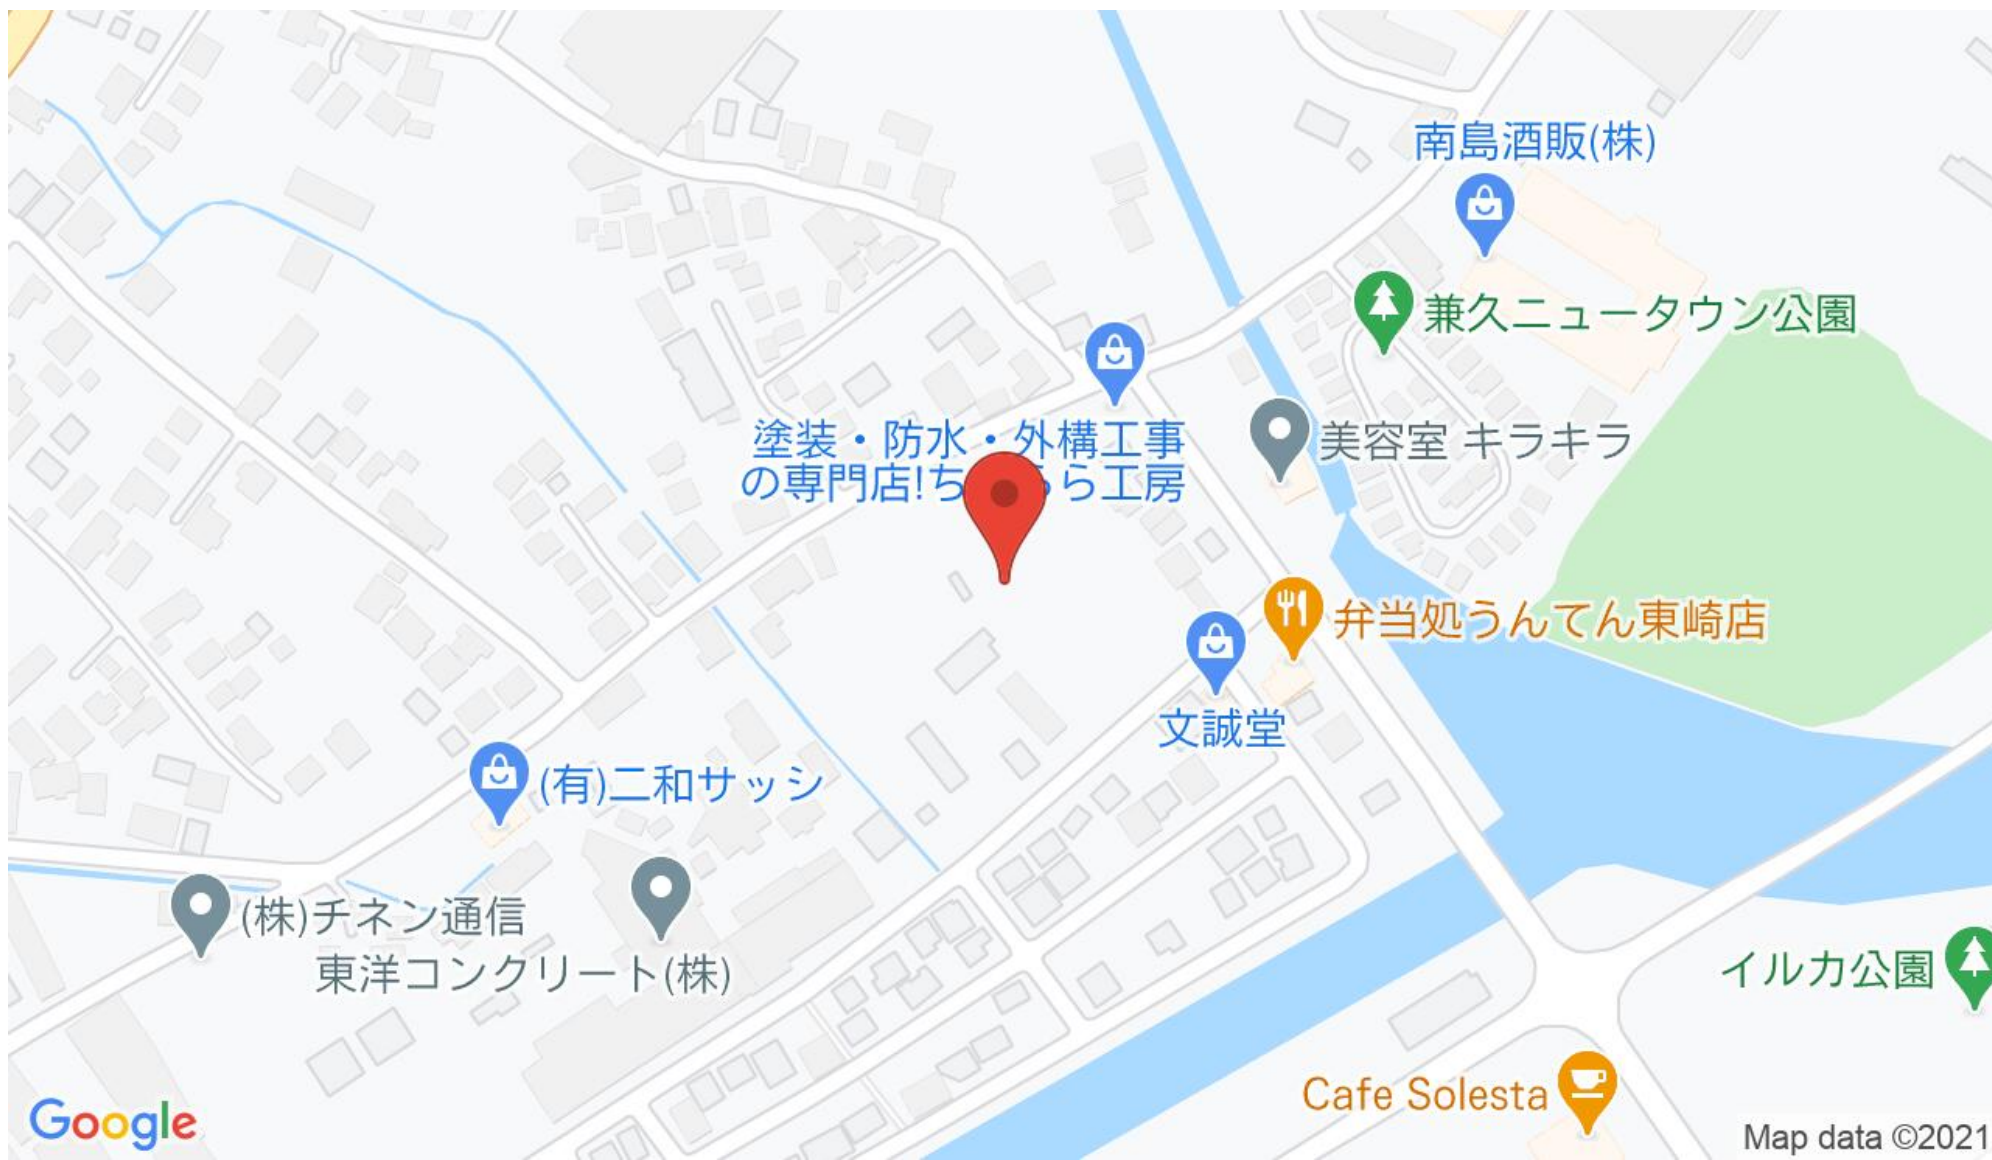 南島酒販(株)
兼久ニュータウン公園
塗装・防水・外構工事
の専門店!ち
ら工房
美容室 キラキラ
弁当処うんてん東崎店
文誠堂
(有)二和サッシ
(株)チネン通信
東洋コンクリート(株)
イルカ公園
Cafe Solesta
Google
Map data ©2021